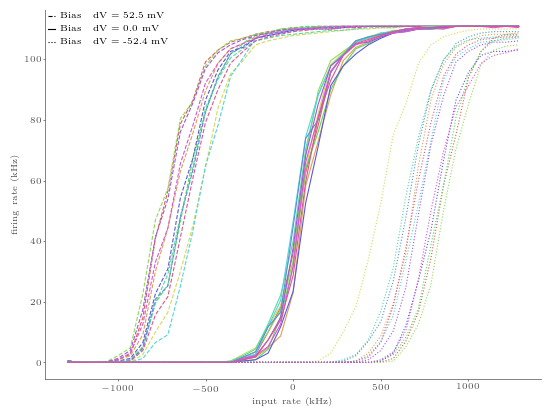 Bias dV = 52.5 mV
Bias dV = 0.0 mV
Bias dV = -52.4 mV
100
80
60
40
20
0
firing rate (kHz)
−1000 −500 0 500 1000
input rate (kHz)